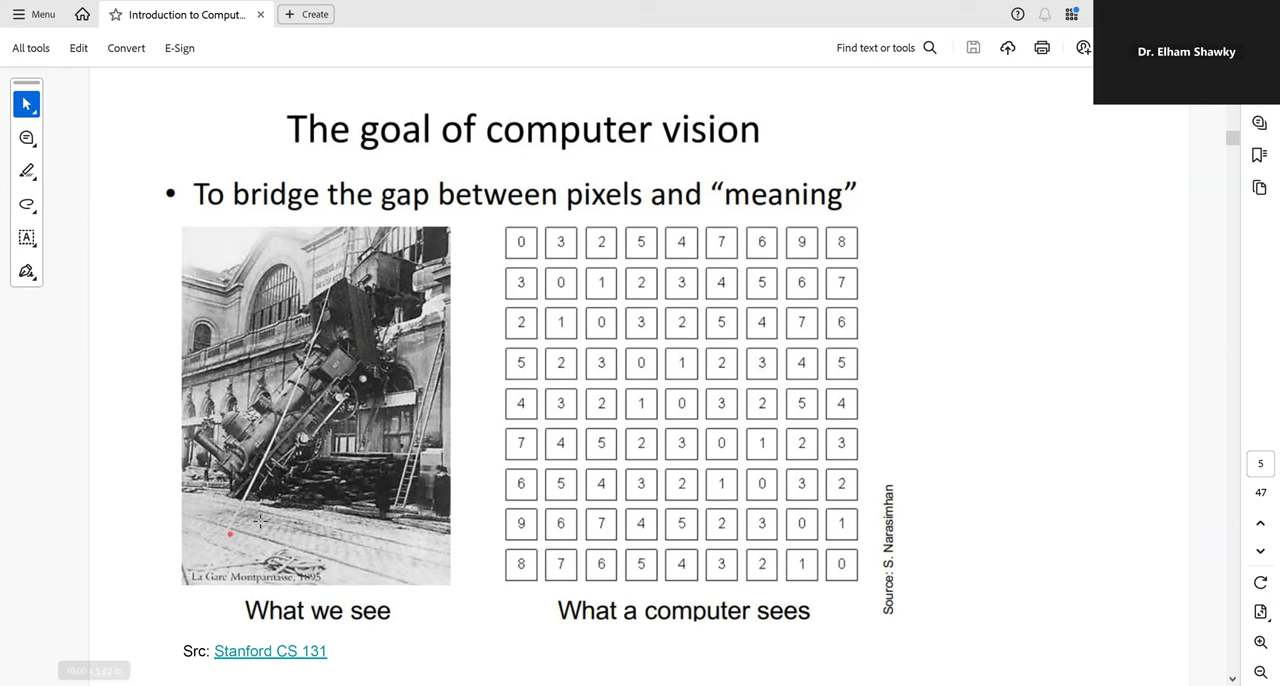 Menu
Introduction to Comput...
Create
All tools
Edit
Convert
E-Sign
Find text or tools
Dr. Elham Shawky
The goal of computer vision
• To bridge the gap between pixels and “meaning”
0 3 2 5 4 7 6 9 8
3 0 1 2 3 4 5 6 7
2 1 0 3 2 5 4 7 6
5 2 3 0 1 2 3 4 5
4 3 2 1 0 3 2 5 4
7 4 5 2 3 0 1 2 3
6 5 4 3 2 1 0 3 2
9 6 7 4 5 2 3 0 1
8 7 6 5 4 3 2 1 0
La Gare Montparnasse, 1895
Source: S. Narasimhan
What we see
What a computer sees
Src: Stanford CS 131
10.00 x 5.62 in
5
47